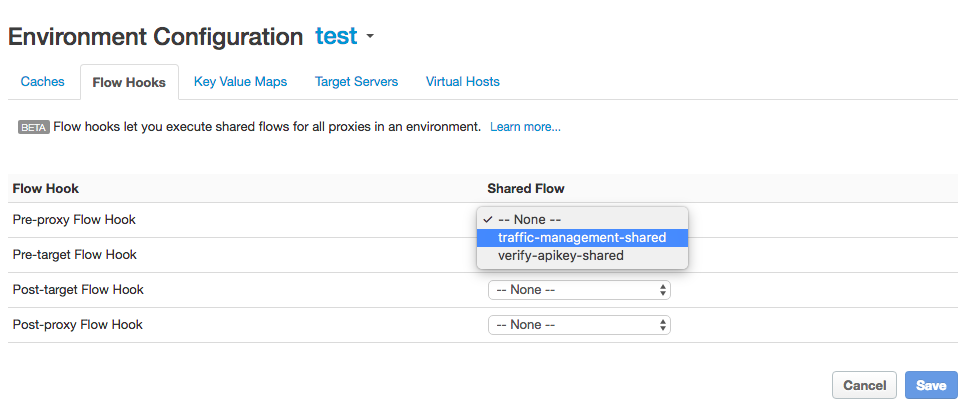 Environment Configuration test
Caches Flow Hooks Key Value Maps Target Servers Virtual Hosts
BETA Flow hooks let you execute shared flows for all proxies in an environment. Learn more...
Flow Hook Shared Flow
Pre-proxy Flow Hook ✓ -- None --
traffic-management-shared
Pre-target Flow Hook verify-apikey-shared
Post-target Flow Hook -- None --
Post-proxy Flow Hook -- None --
Cancel Save